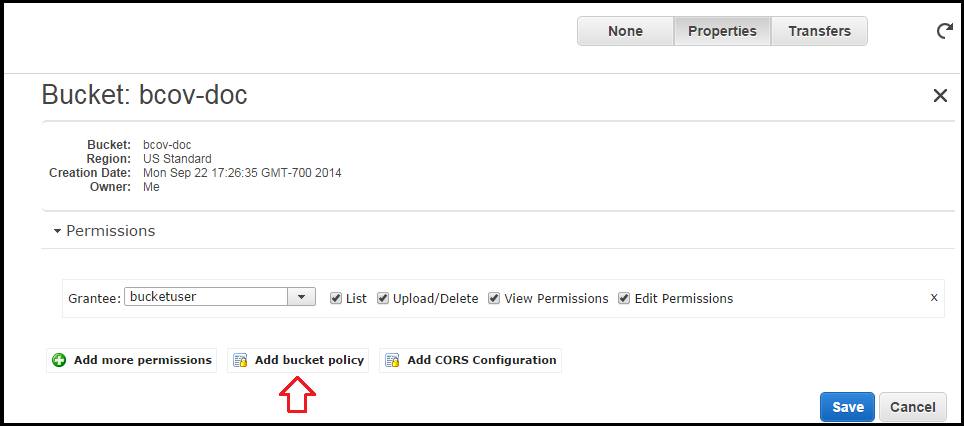 None Properties Transfers
Bucket: bcov-doc
Bucket: bcov-doc
Region: US Standard
Creation Date: Mon Sep 22 17:26:35 GMT-700 2014
Owner: Me
Permissions
Grantee: bucketuser List Upload/Delete View Permissions Edit Permissions x
Add more permissions Add bucket policy Add CORS Configuration
Save Cancel